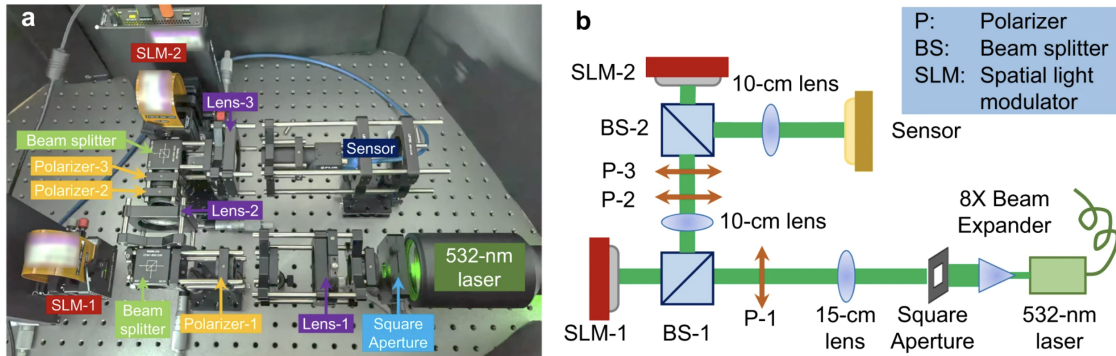 a
SLM-2
Lens-3
Beam splitter
Sensor
Polarizer-3
Polarizer-2
Lens-2
532-nm
laser
SLM-1
Beam
splitter
Polarizer-1
Lens-1
Square
Aperture
b
P: Polarizer
BS: Beam splitter
SLM: Spatial light
modulator
SLM-2
10-cm lens
BS-2
Sensor
P-3
P-2
10-cm lens
8X Beam
Expander
SLM-1
BS-1
P-1
15-cm
lens
Square
Aperture
532-nm
laser